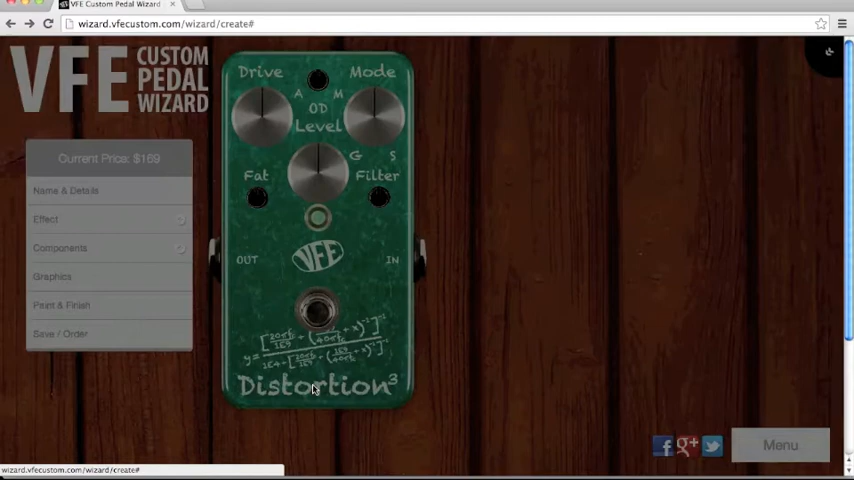 VFE Custom Pedal Wizard
wizard.vfecustom.com/wizard/create#
VFE CUSTOM PEDAL WIZARD
Current Price: $169
Name & Details
Effect
Components
Graphics
Paint & Finish
Save / Order
Drive
Mode
A
M
OD
Level
G
S
Fat
Filter
OUT
VFE
IN
Distortion³
Menu
wizard.vfecustom.com/wizard/create#